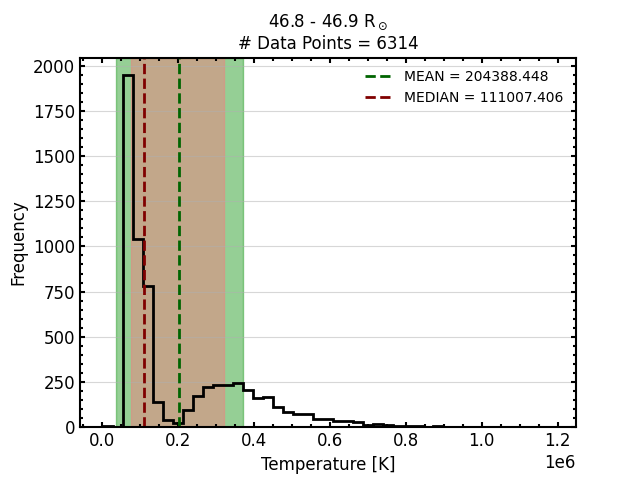 46.8 - 46.9 R⊙
# Data Points = 6314
MEAN = 204388.448
MEDIAN = 111007.406
Frequency
2000
1750
1500
1250
1000
750
500
250
0
0.0 0.2 0.4 0.6 0.8 1.0 1.2
1e6
Temperature [K]